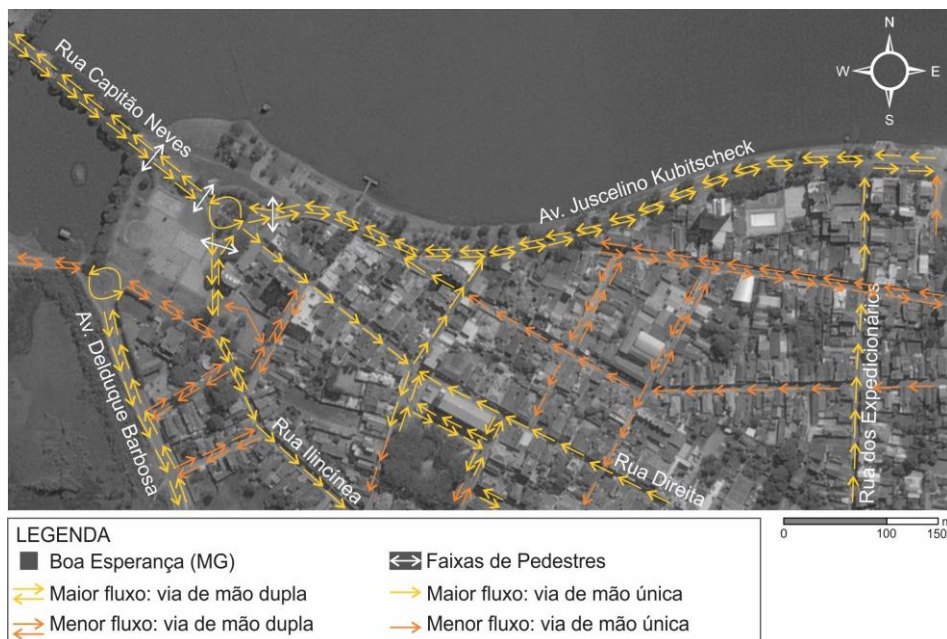 N
W E
S
Rua Capitão Neves
Av. Juscelino Kubitscheck
Av. Delduque Barbosa
Rua Ilincínea
Rua Direita
Rua dos Expedicionárics
LEGENDA
Boa Esperança (MG)
Faixas de Pedestres
Maior fluxo: via de mão dupla
Maior fluxo: via de mão única
Menor fluxo: via de mão dupla
Menor fluxo: via de mão única
0 100 150